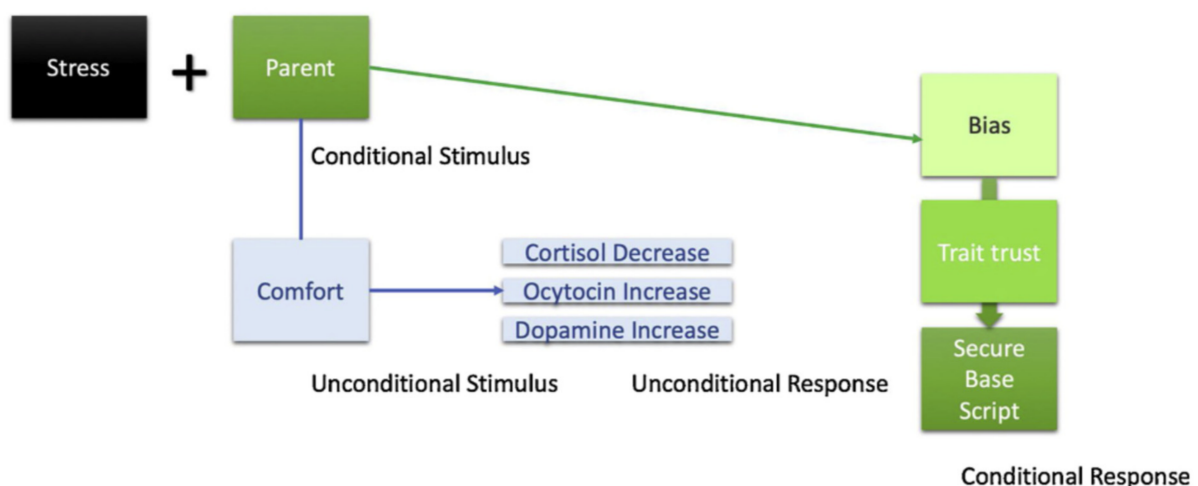 Stress
+
Parent
Bias
Conditional Stimulus
Trait trust
Cortisol Decrease
Comfort
Ocytocin Increase
Dopamine Increase
Secure
Base
Script
Unconditional Stimulus
Unconditional Response
Conditional Response